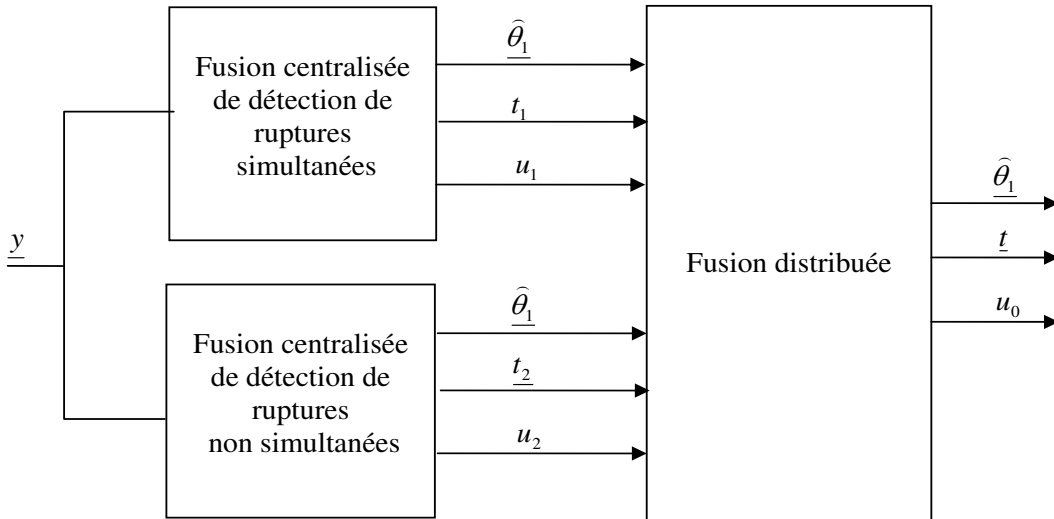 y
Fusion centralisée
de détection de
ruptures
simultanées
θ̂₁
t₁
u₁
Fusion centralisée
de détection de
ruptures
non simultanées
θ̂₁
t₂
u₂
Fusion distribuée
θ̂₁
t
u₀